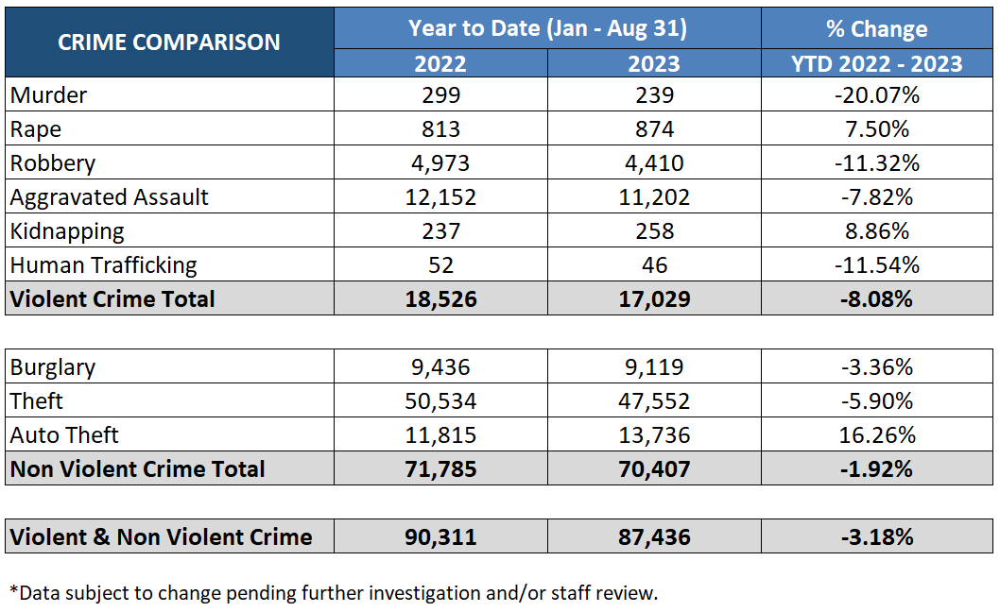 CRIME COMPARISON Year to Date (Jan - Aug 31) % Change
2022 2023 YTD 2022 - 2023
Murder 299 239 -20.07%
Rape 813 874 7.50%
Robbery 4,973 4,410 -11.32%
Aggravated Assault 12,152 11,202 -7.82%
Kidnapping 237 258 8.86%
Human Trafficking 52 46 -11.54%
Violent Crime Total 18,526 17,029 -8.08%
Burglary 9,436 9,119 -3.36%
Theft 50,534 47,552 -5.90%
Auto Theft 11,815 13,736 16.26%
Non Violent Crime Total 71,785 70,407 -1.92%
Violent & Non Violent Crime 90,311 87,436 -3.18%
*Data subject to change pending further investigation and/or staff review.